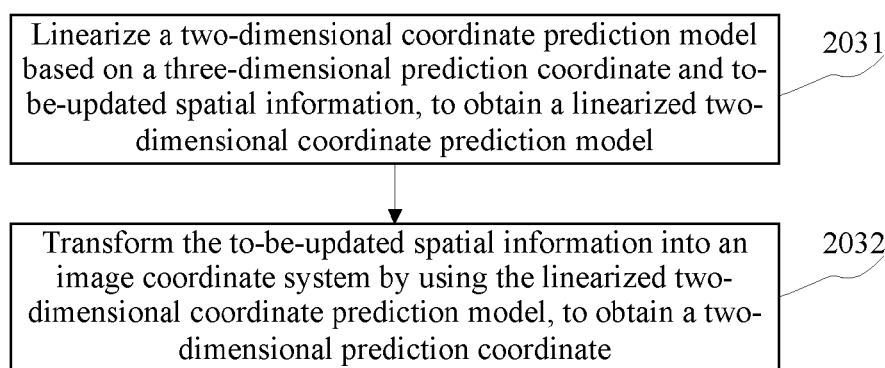 Linearize a two-dimensional coordinate prediction model
based on a three-dimensional prediction coordinate and to-
be-updated spatial information, to obtain a linearized two-
dimensional coordinate prediction model
2031
Transform the to-be-updated spatial information into an
image coordinate system by using the linearized two-
dimensional coordinate prediction model, to obtain a two-
dimensional prediction coordinate
2032